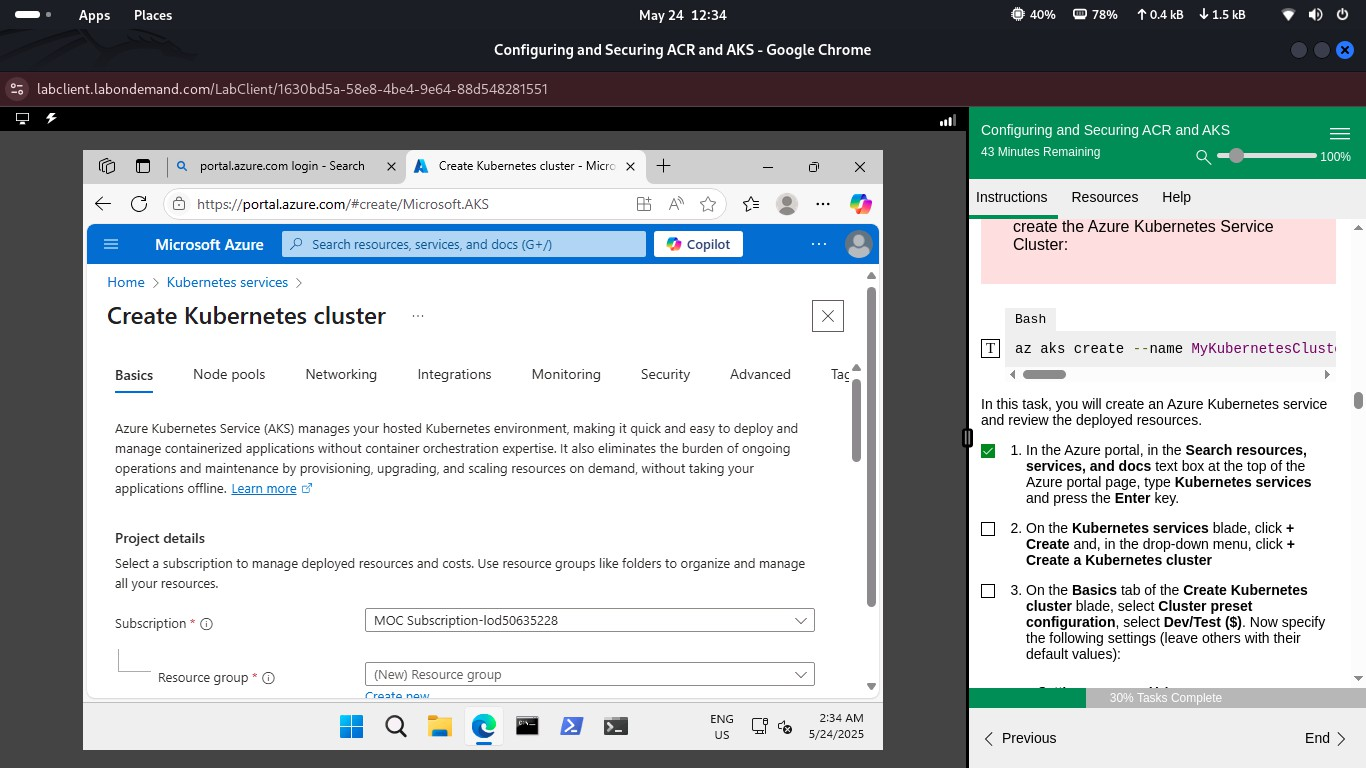 Apps Places May 24 12:34 40% 78% 0.4 kB 1.5 kB
Configuring and Securing ACR and AKS - Google Chrome
labclient.labondemand.com/LabClient/1630bd5a-58e8-4be4-9e64-88d548281551
portal.azure.com login - Search Create Kubernetes cluster - Micro
https://portal.azure.com/#create/Microsoft.AKS
Microsoft Azure Search resources, services, and docs (G+/) Copilot
Home Kubernetes services
Create Kubernetes cluster
Basics Node pools Networking Integrations Monitoring Security Advanced Tag
Azure Kubernetes Service (AKS) manages your hosted Kubernetes environment, making it quick and easy to deploy and
manage containerized applications without container orchestration expertise. It also eliminates the burden of ongoing
operations and maintenance by provisioning, upgrading, and scaling resources on demand, without taking your
applications offline. Learn more
Project details
Select a subscription to manage deployed resources and costs. Use resource groups like folders to organize and manage
all your resources.
Subscription * MOC Subscription-lod50635228
Resource group * (New) Resource group
Create new
ENG
US
2:34 AM
5/24/2025
Configuring and Securing ACR and AKS
43 Minutes Remaining
100%
Instructions Resources Help
create the Azure Kubernetes Service
Cluster:
Bash
T az aks create --name MyKubernetesCluste
In this task, you will create an Azure Kubernetes service
and review the deployed resources.
1. In the Azure portal, in the Search resources,
services, and docs text box at the top of the
Azure portal page, type Kubernetes services
and press the Enter key.
2. On the Kubernetes services blade, click +
Create and, in the drop-down menu, click +
Create a Kubernetes cluster
3. On the Basics tab of the Create Kubernetes
cluster blade, select Cluster preset
configuration, select Dev/Test ($). Now specify
the following settings (leave others with their
default values):
30% Tasks Complete
Previous End